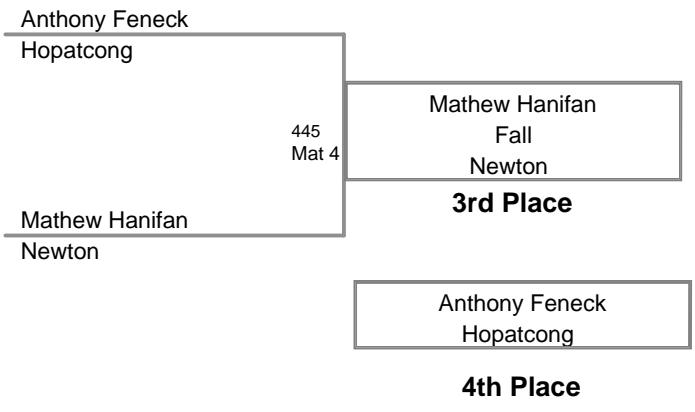 Anthony Feneck
Hopatcong
445
Mat 4
Mathew Hanifan
Fall
Newton
3rd Place
Mathew Hanifan
Newton
Anthony Feneck
Hopatcong
4th Place